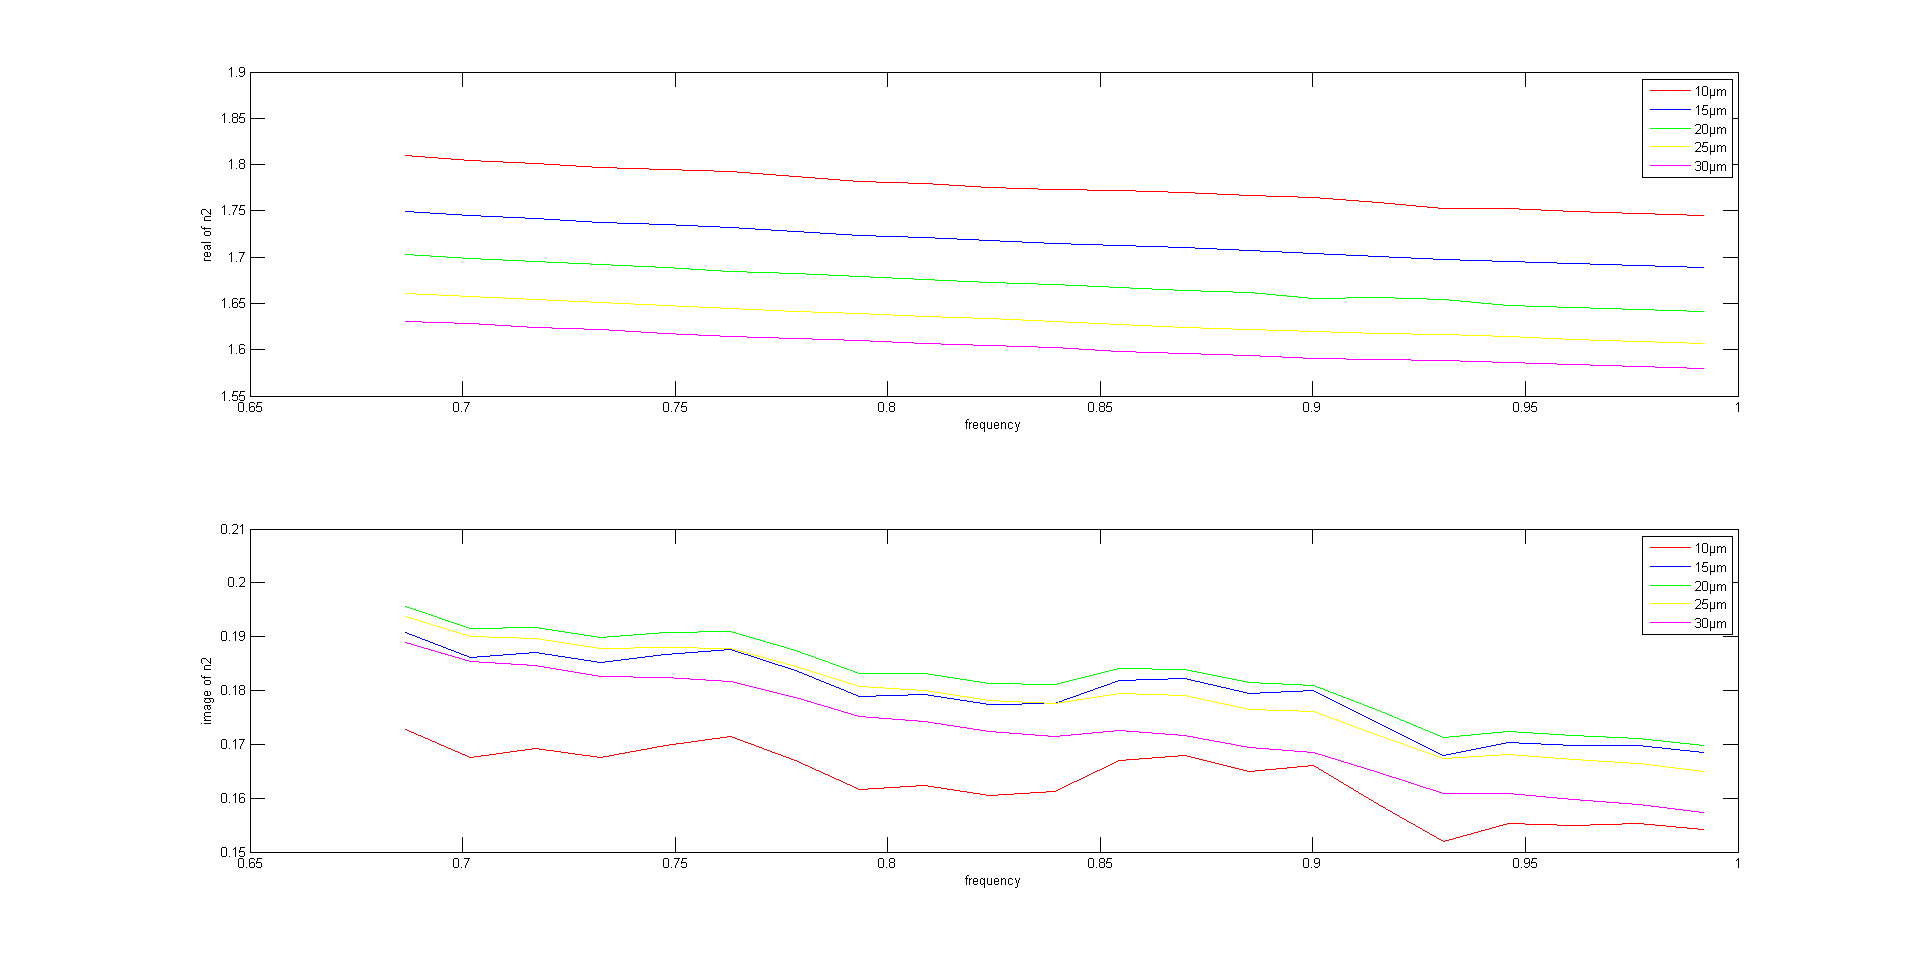 1.9
1.85
1.8
1.75
1.7
1.65
1.6
1.55
real of n2
0.65 0.7 0.75 0.8 0.85 0.9 0.95 1
frequency
10µm
15µm
20µm
25µm
30µm
0.21
0.2
0.19
0.18
0.17
0.16
0.15
image of n2
0.65 0.7 0.75 0.8 0.85 0.9 0.95 1
frequency
10µm
15µm
20µm
25µm
30µm